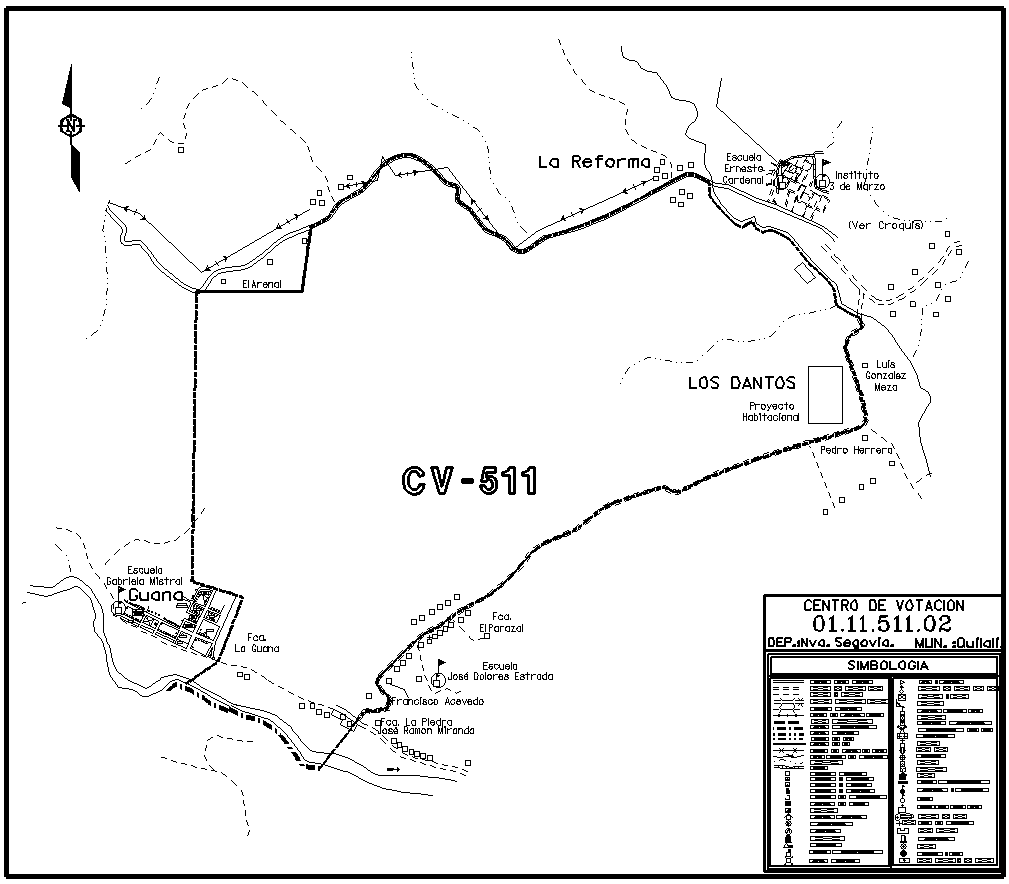 N
La Reforma
Escuela
Ernesto
Cardenal
Instituto
3 de Marzo
(Ver Croquis)
El Arenal
Luis
Gonzalez
Meza
LOS DANTOS
Proyecto
Habitacional
Pedro Herrera
CV-511
Escuela
Gabriela Mistral
Guana
Fca.
La Guana
Fca.
El Parazal
Escuela
José Dolores Estrada
Francisco Acevedo
Fca. La Piedra
José Ramón Miranda
CENTRO DE VOTACION
01.11.511.02
DEP.:Nva. Segovia. MUN. :Quilali
SIMBOLOGIA